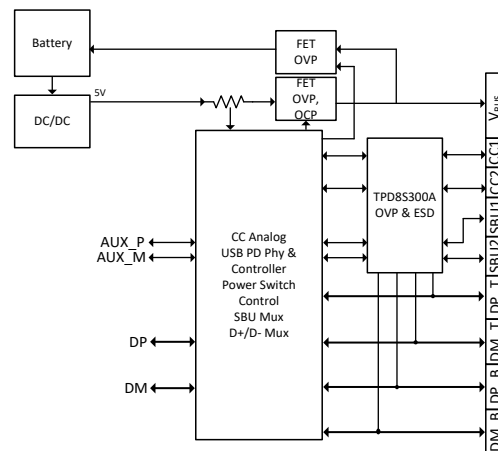 Battery
FET
OVP
5V
DC/DC
FET
OVP,
OCP
VBUS
CC1
CC2
SBU1
SBU2
DP_T
DM_T
DP_B
DM_B
TPD8S300A
OVP & ESD
CC Analog
USB PD Phy &
Controller
Power Switch
Control
SBU Mux
D+/D- Mux
AUX_P
AUX_M
DP
DM